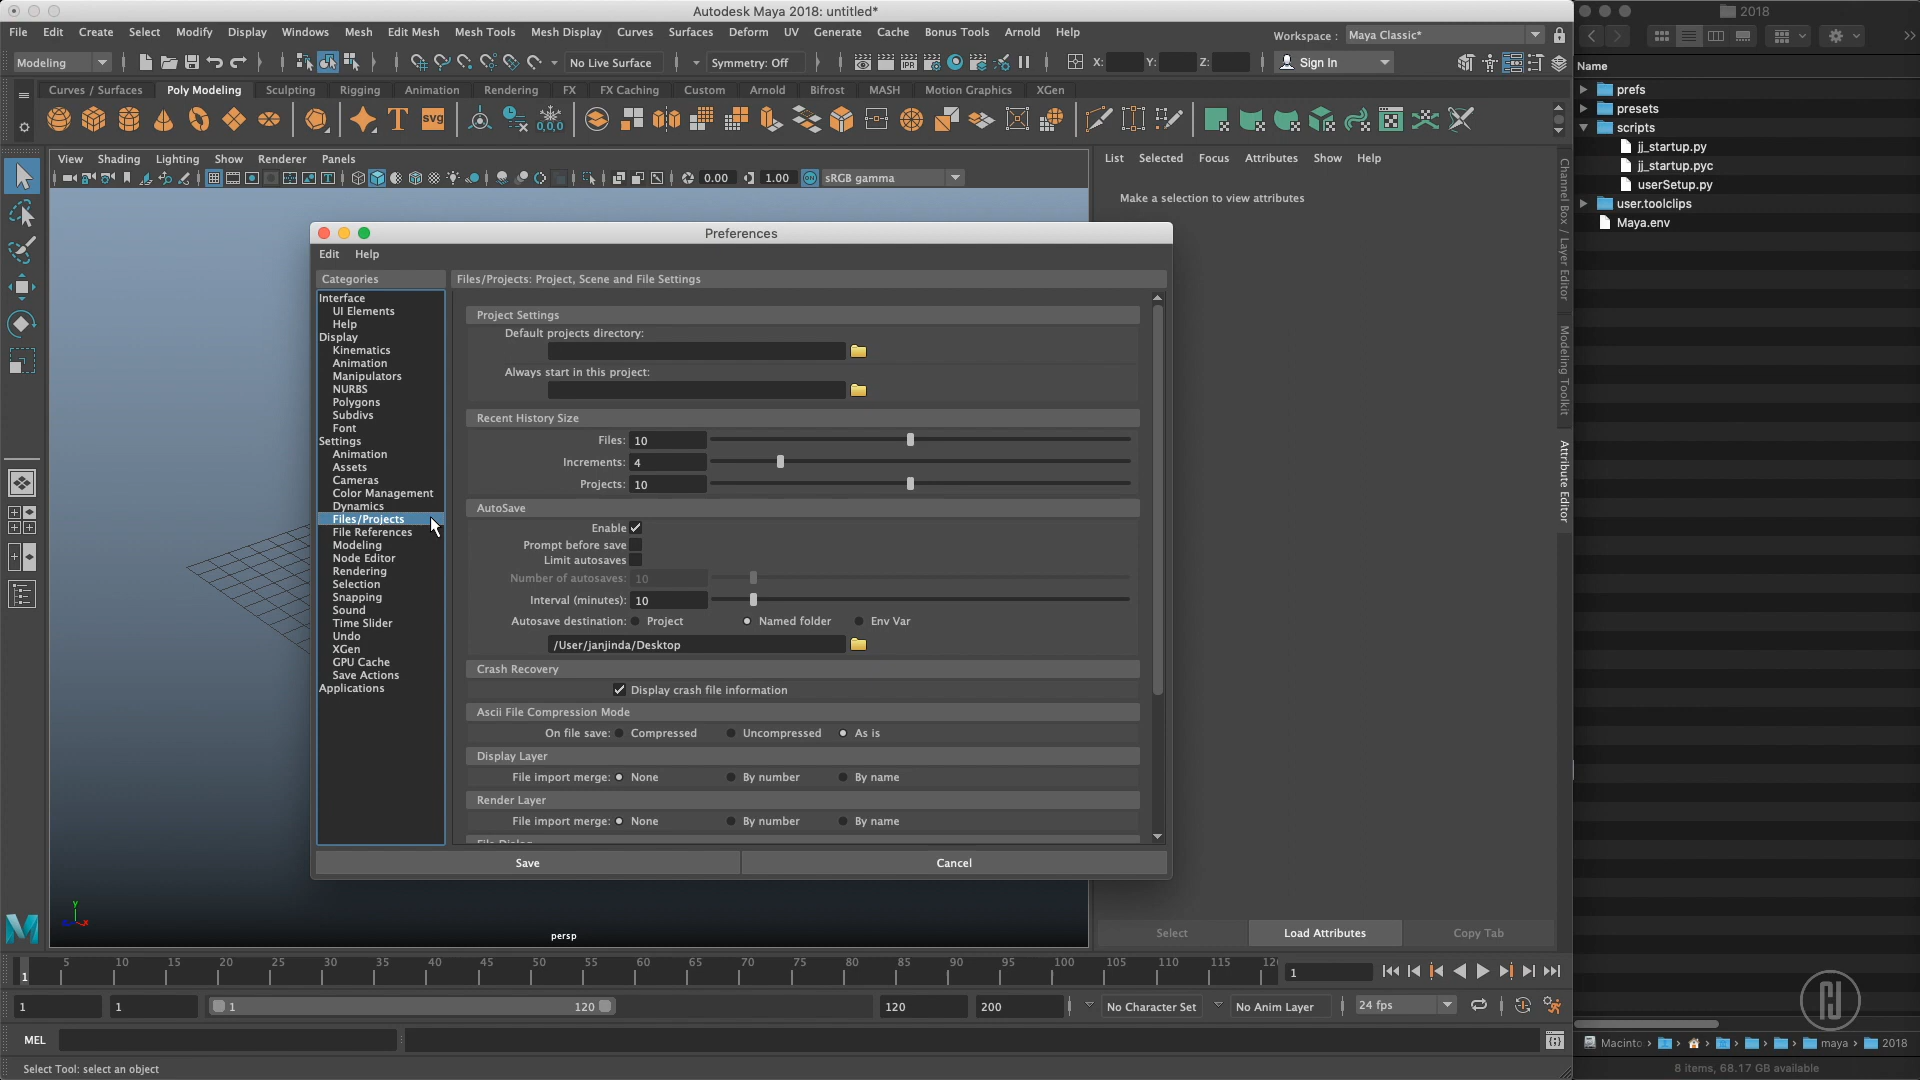 Autodesk Maya 2018: untitled*
2018
File Edit Create Select Modify Display Windows Mesh Edit Mesh Mesh Tools Mesh Display Curves Surfaces Deform UV Generate Cache Bonus Tools Arnold Help
Workspace : Maya Classic*
Modeling
No Live Surface
Symmetry: Off
X: Y: Z:
Sign In
Name
Curves / Surfaces Poly Modeling Sculpting Rigging Animation Rendering FX FX Caching Custom Arnold Bifrost MASH Motion Graphics XGen
svg
0,0,0
IPR
prefs
presets
scripts
jj_startup.py
jj_startup.pyc
userSetup.py
user.toolclips
Maya.env
View Shading Lighting Show Renderer Panels
0.00 1.00 ON sRGB gamma
List Selected Focus Attributes Show Help
Make a selection to view attributes
Channel Box / Layer Editor
Modeling Toolkit
Attribute Editor
Preferences
Edit Help
Categories
Interface
UI Elements
Help
Display
Kinematics
Animation
Manipulators
NURBS
Polygons
Subdivs
Font
Settings
Animation
Assets
Cameras
Color Management
Dynamics
Files/Projects
File References
Modeling
Node Editor
Rendering
Selection
Snapping
Sound
Time Slider
Undo
XGen
GPU Cache
Save Actions
Applications
Files/Projects: Project, Scene and File Settings
Project Settings
Default projects directory:
Always start in this project:
Recent History Size
Files: 10
Increments: 4
Projects: 10
AutoSave
Enable
Prompt before save
Limit autosaves
Number of autosaves: 10
Interval (minutes): 10
Autosave destination: Project Named folder Env Var
/User/janjinda/Desktop
Crash Recovery
Display crash file information
Ascii File Compression Mode
On file save: Compressed Uncompressed As is
Display Layer
File import merge: None By number By name
Render Layer
File import merge: None By number By name
File Dialog
Save Cancel
y
x
persp
Select Load Attributes Copy Tab
1 5 10 15 20 25 30 35 40 45 50 55 60 65 70 75 80 85 90 95 100 105 110 115 12
1
1 1 1 120 120 200 No Character Set No Anim Layer 24 fps
MEL
Select Tool: select an object
Macinto maya 2018
8 items, 68.17 GB available